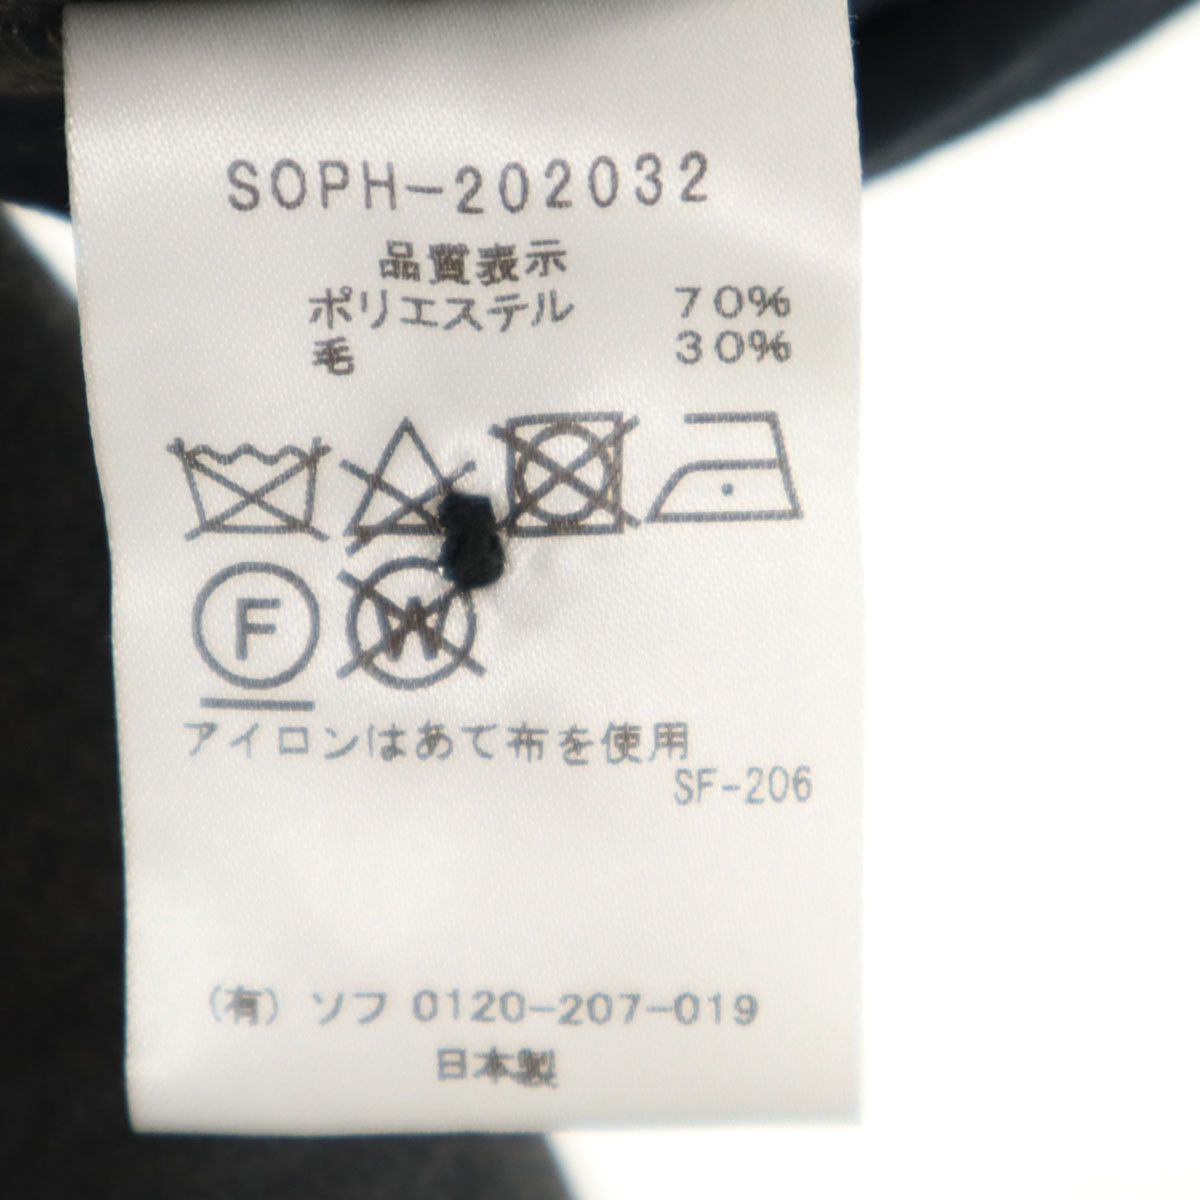 SOPH-202032
品質表示
ポリエステル 70%
毛 30%
F W
アイロンはあて布を使用
SF-206
(有) ソフ 0120-207-019
日本製